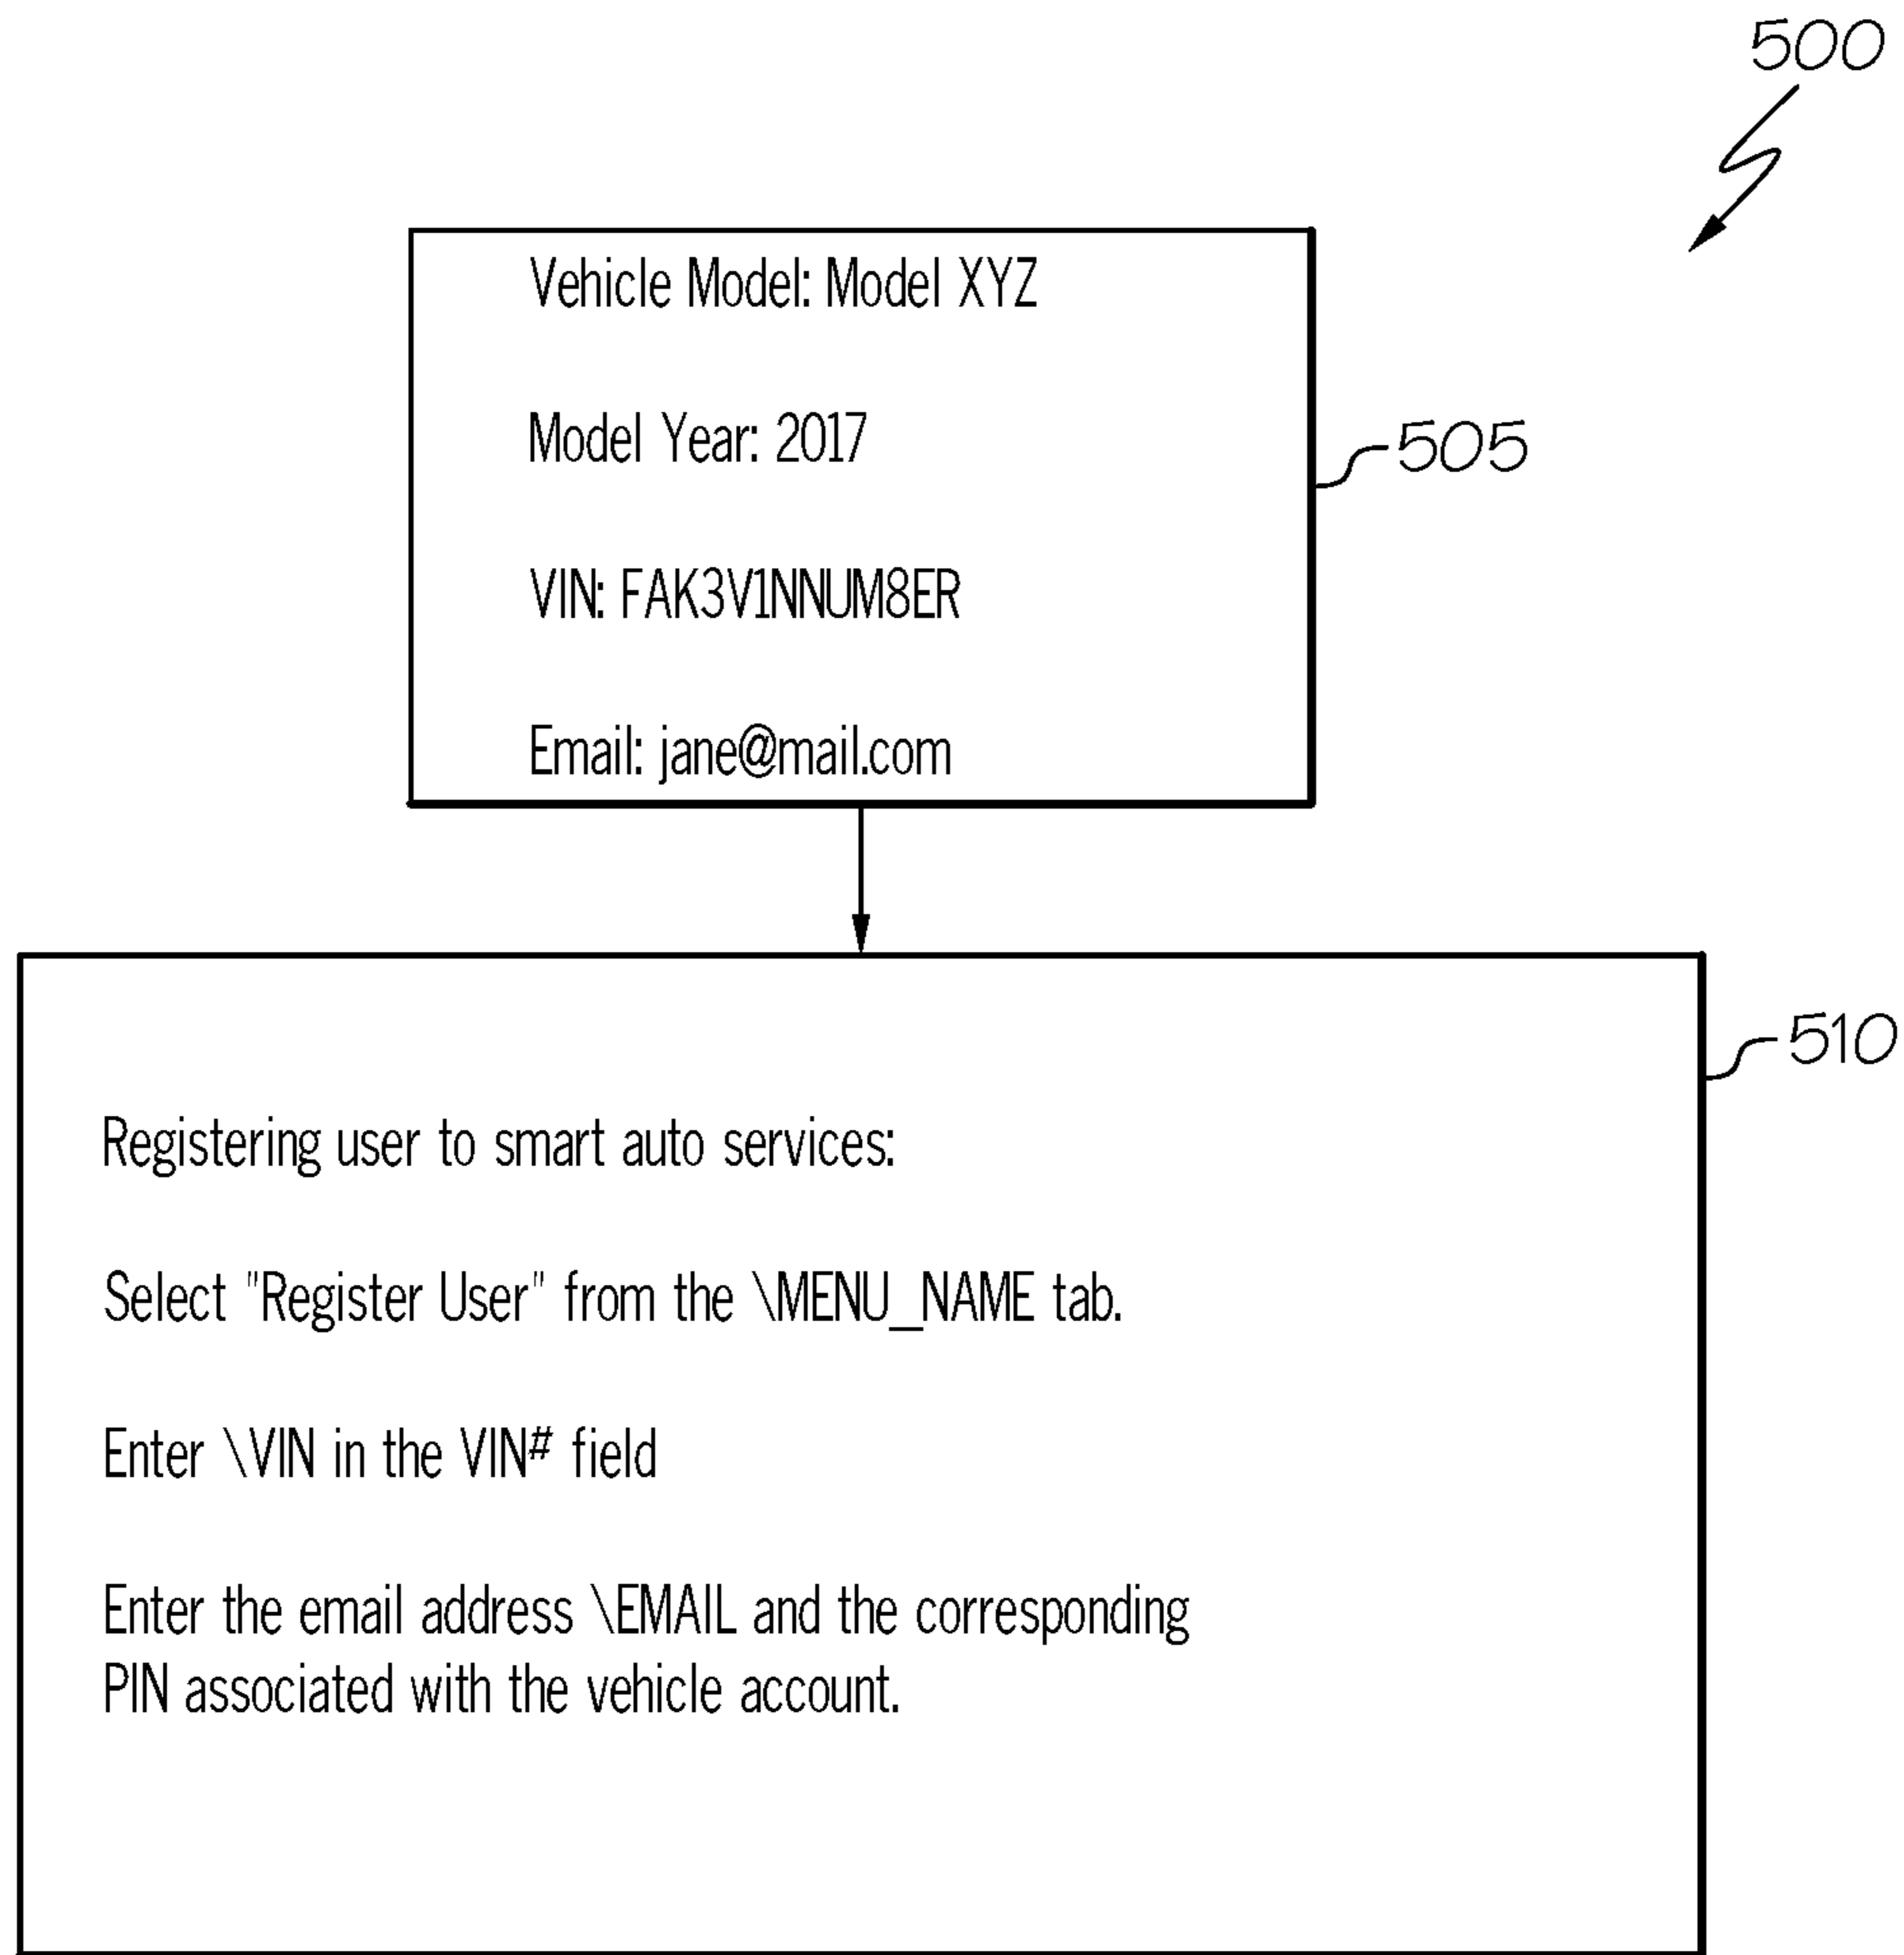 500
Vehicle Model: Model XYZ
Model Year: 2017
505
VIN: FAK3V1NNUM8ER
Email: jane@mail.com
510
Registering user to smart auto services:
Select "Register User" from the \MENU_NAME tab.
Enter \VIN in the VIN# field
Enter the email address \EMAIL and the corresponding
PIN associated with the vehicle account.